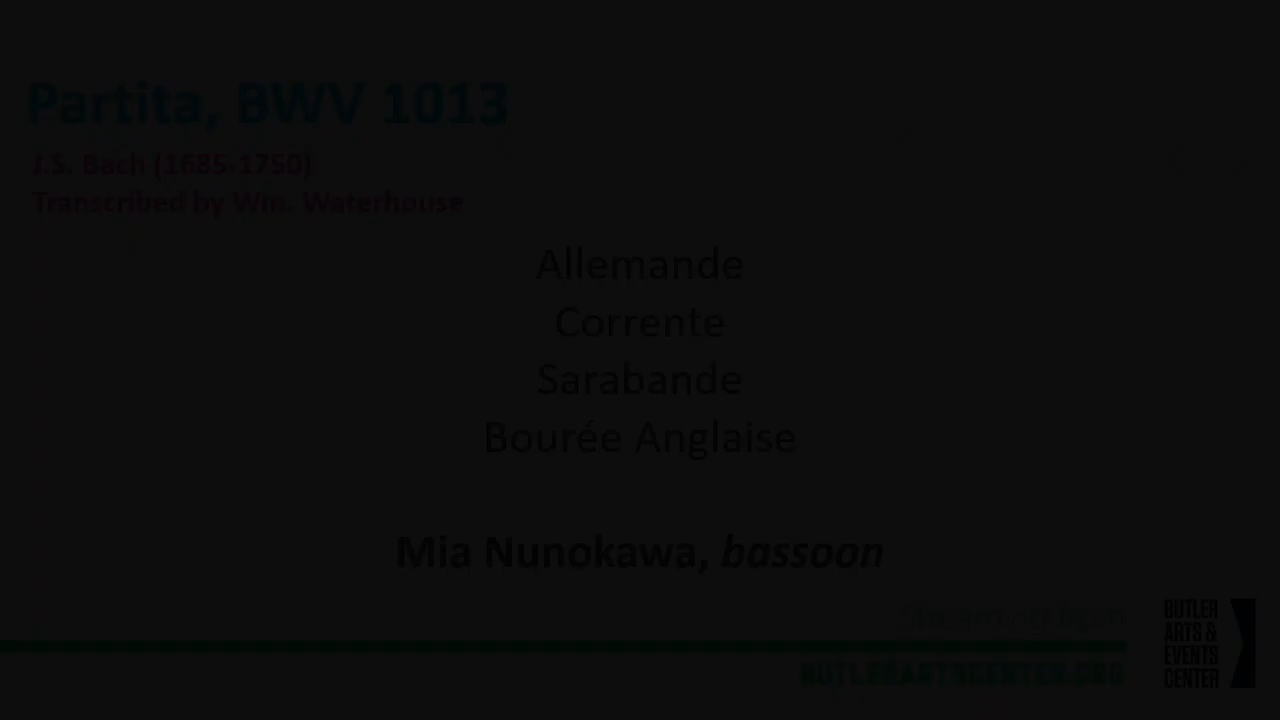 Partita, BWV 1013
J.S. Bach (1685-1750)
Transcribed by Wm. Waterhouse
Allemande
Corrente
Sarabande
Bourée Anglaise
Mia Nunokawa, bassoon
BUTLERARTSCENTER.ORG
BUTLER
ARTS &
EVENTS
CENTER